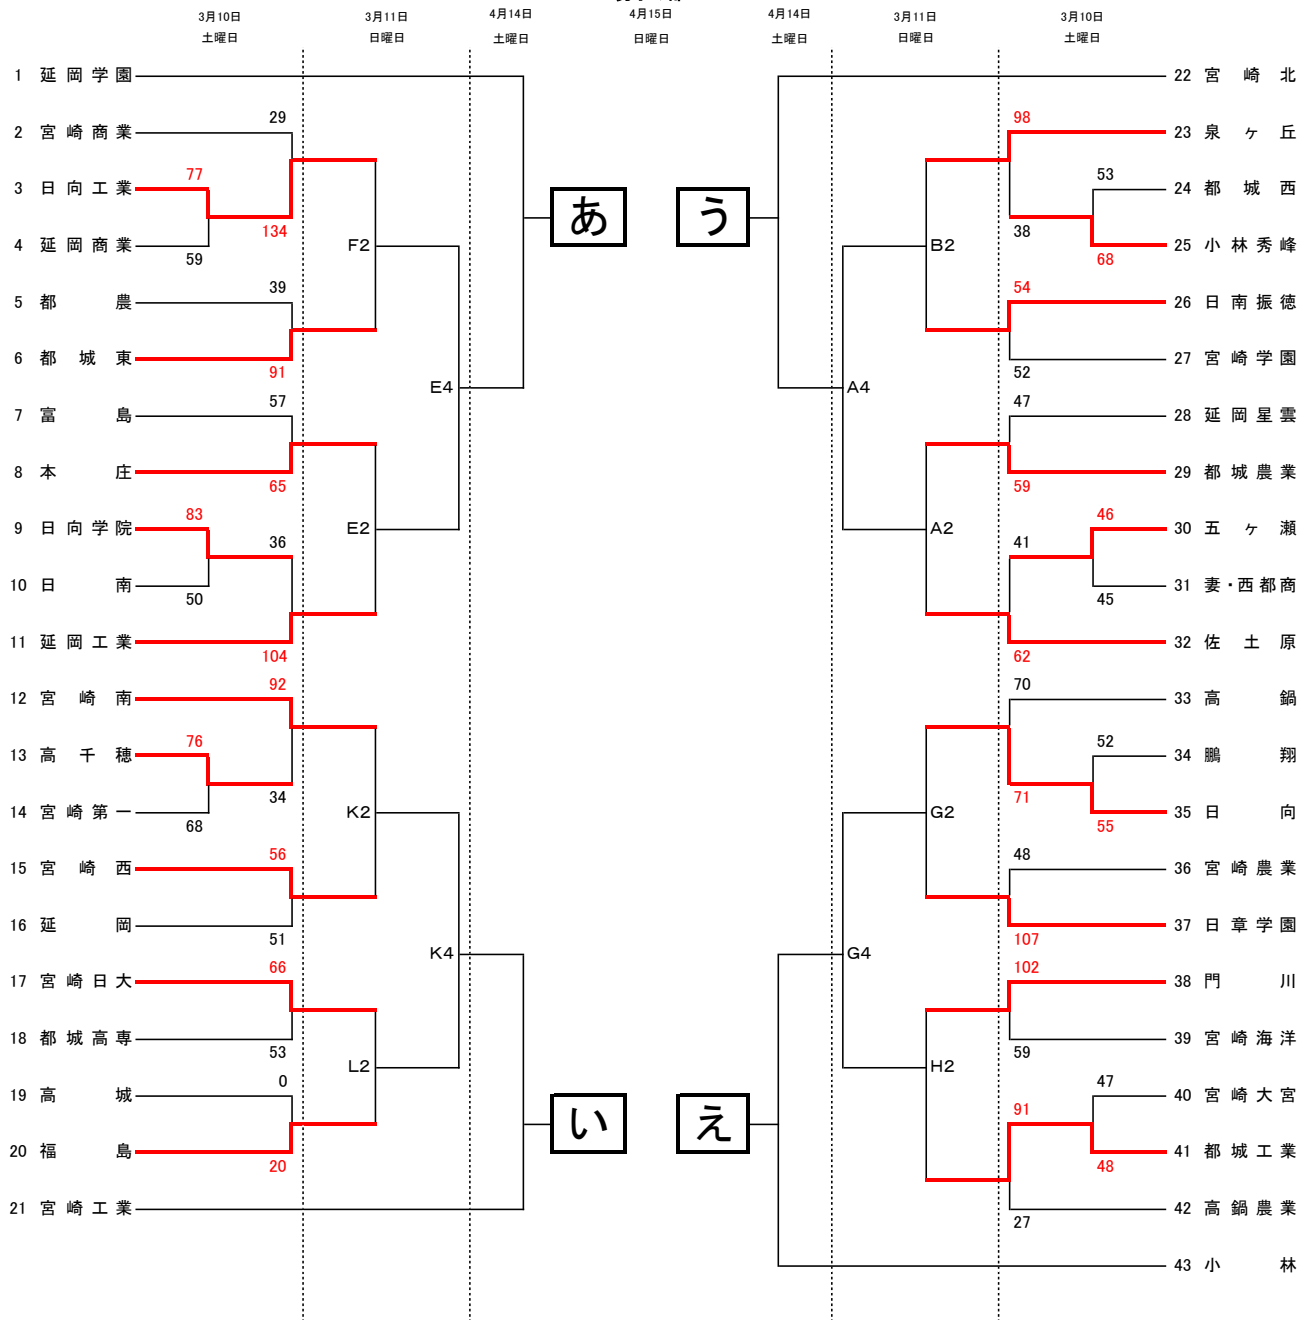 3月10日 3月11日 4月14日 4月15日 4月14日 3月11日 3月10日
土曜日 日曜日 土曜日 日曜日 土曜日 日曜日 土曜日
1 延岡学園
2 宮崎商業 29
3 日向工業 77
134
4 延岡商業 59
F2
5 都農 39
6 都城東 91
E4
7 富島 57
8 本庄 65
9 日向学院 83
36
E2
10 日南 50
11 延岡工業 104
あ
12 宮崎南 92
13 高千穂 76
34
14 宮崎第一 68
K2
15 宮崎西 56
16 延岡 51
K4
17 宮崎日大 66
18 都城高専 53
L2
19 高城 0
20 福島 20
い
21 宮崎工業
22 宮崎北
う
98 23 泉ヶ丘
53 24 都城西
38
B2
68 25 小林秀峰
54 26 日南振徳
52 27 宮崎学園
A4
47 28 延岡星雲
59 29 都城農業
A2
46 30 五ヶ瀬
41
45 31 妻・西都商
62 32 佐土原
70 33 高鍋
52 34 鵬翔
71
G2
55 35 日向
48 36 宮崎農業
107 37 日章学園
G4
102 38 門川
59 39 宮崎海洋
H2
47 40 宮崎大宮
91
え
48 41 都城工業
27 42 高鍋農業
43 小林